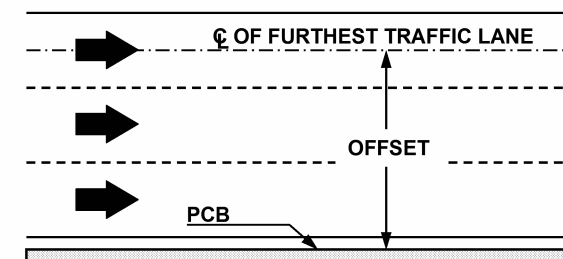 ℄ OF FURTHEST TRAFFIC LANE
OFFSET
PCB